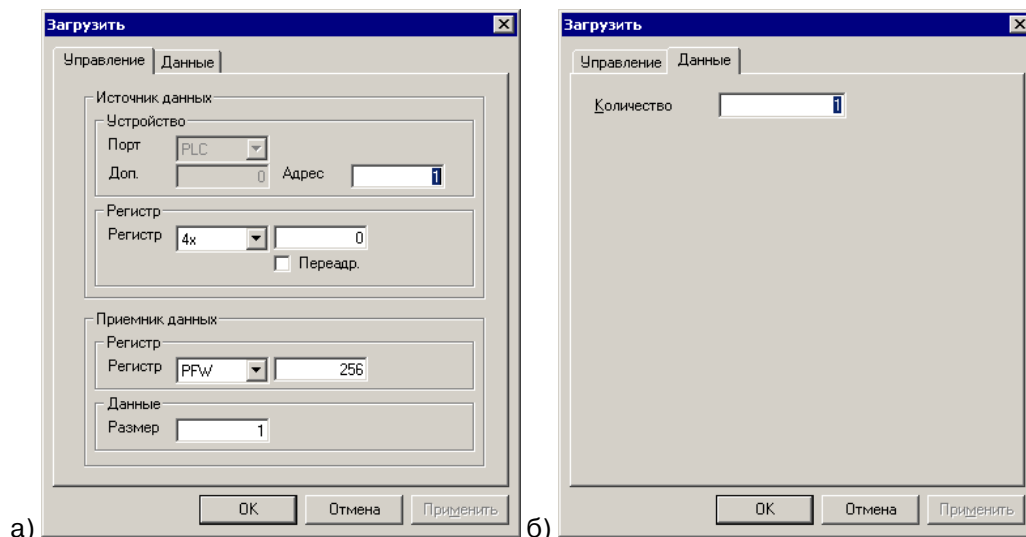 Загрузить
Управление Данные
Источник данных
Устройство
Порт PLC
Доп. 0 Адрес 1
Регистр
Регистр 4x 0
Переадр.
Приемник данных
Регистр
Регистр PFW 256
Данные
Размер 1
OK Отмена Применить
а)
Загрузить
Управление Данные
Количество 1
OK Отмена Применить
б)